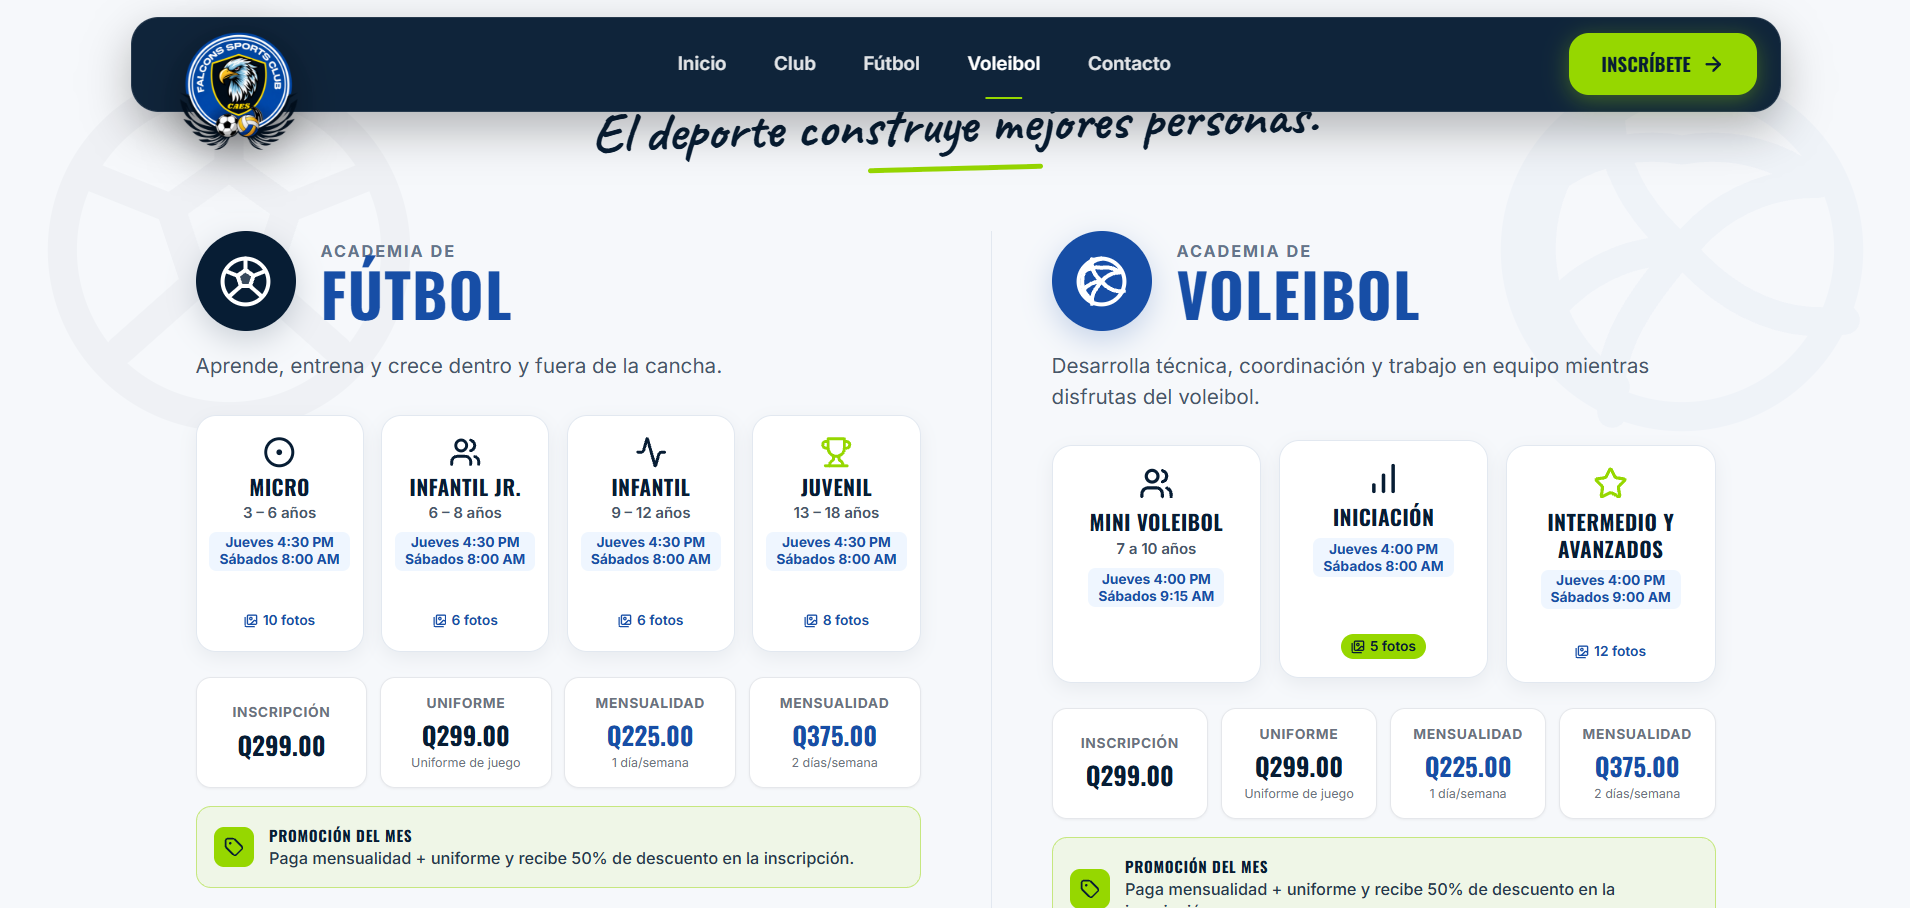 FALCONS SPORTS CLUB
CAES
Inicio
Club
Fútbol
Voleibol
Contacto
INSCRÍBETE
El deporte construye mejores personas.
ACADEMIA DE
FÚTBOL
Aprende, entrena y crece dentro y fuera de la cancha.
MICRO
3 – 6 años
Jueves 4:30 PM
Sábados 8:00 AM
10 fotos
INFANTIL JR.
6 – 8 años
Jueves 4:30 PM
Sábados 8:00 AM
6 fotos
INFANTIL
9 – 12 años
Jueves 4:30 PM
Sábados 8:00 AM
6 fotos
JUVENIL
13 – 18 años
Jueves 4:30 PM
Sábados 8:00 AM
8 fotos
INSCRIPCIÓN
Q299.00
UNIFORME
Q299.00
Uniforme de juego
MENSUALIDAD
Q225.00
1 día/semana
MENSUALIDAD
Q375.00
2 días/semana
PROMOCIÓN DEL MES
Paga mensualidad + uniforme y recibe 50% de descuento en la inscripción.
ACADEMIA DE
VOLEIBOL
Desarrolla técnica, coordinación y trabajo en equipo mientras
disfrutas del voleibol.
MINI VOLEIBOL
7 a 10 años
Jueves 4:00 PM
Sábados 9:15 AM
INICIACIÓN
Jueves 4:00 PM
Sábados 8:00 AM
5 fotos
INTERMEDIO Y
AVANZADOS
Jueves 4:00 PM
Sábados 9:00 AM
12 fotos
INSCRIPCIÓN
Q299.00
UNIFORME
Q299.00
Uniforme de juego
MENSUALIDAD
Q225.00
1 día/semana
MENSUALIDAD
Q375.00
2 días/semana
PROMOCIÓN DEL MES
Paga mensualidad + uniforme y recibe 50% de descuento en la